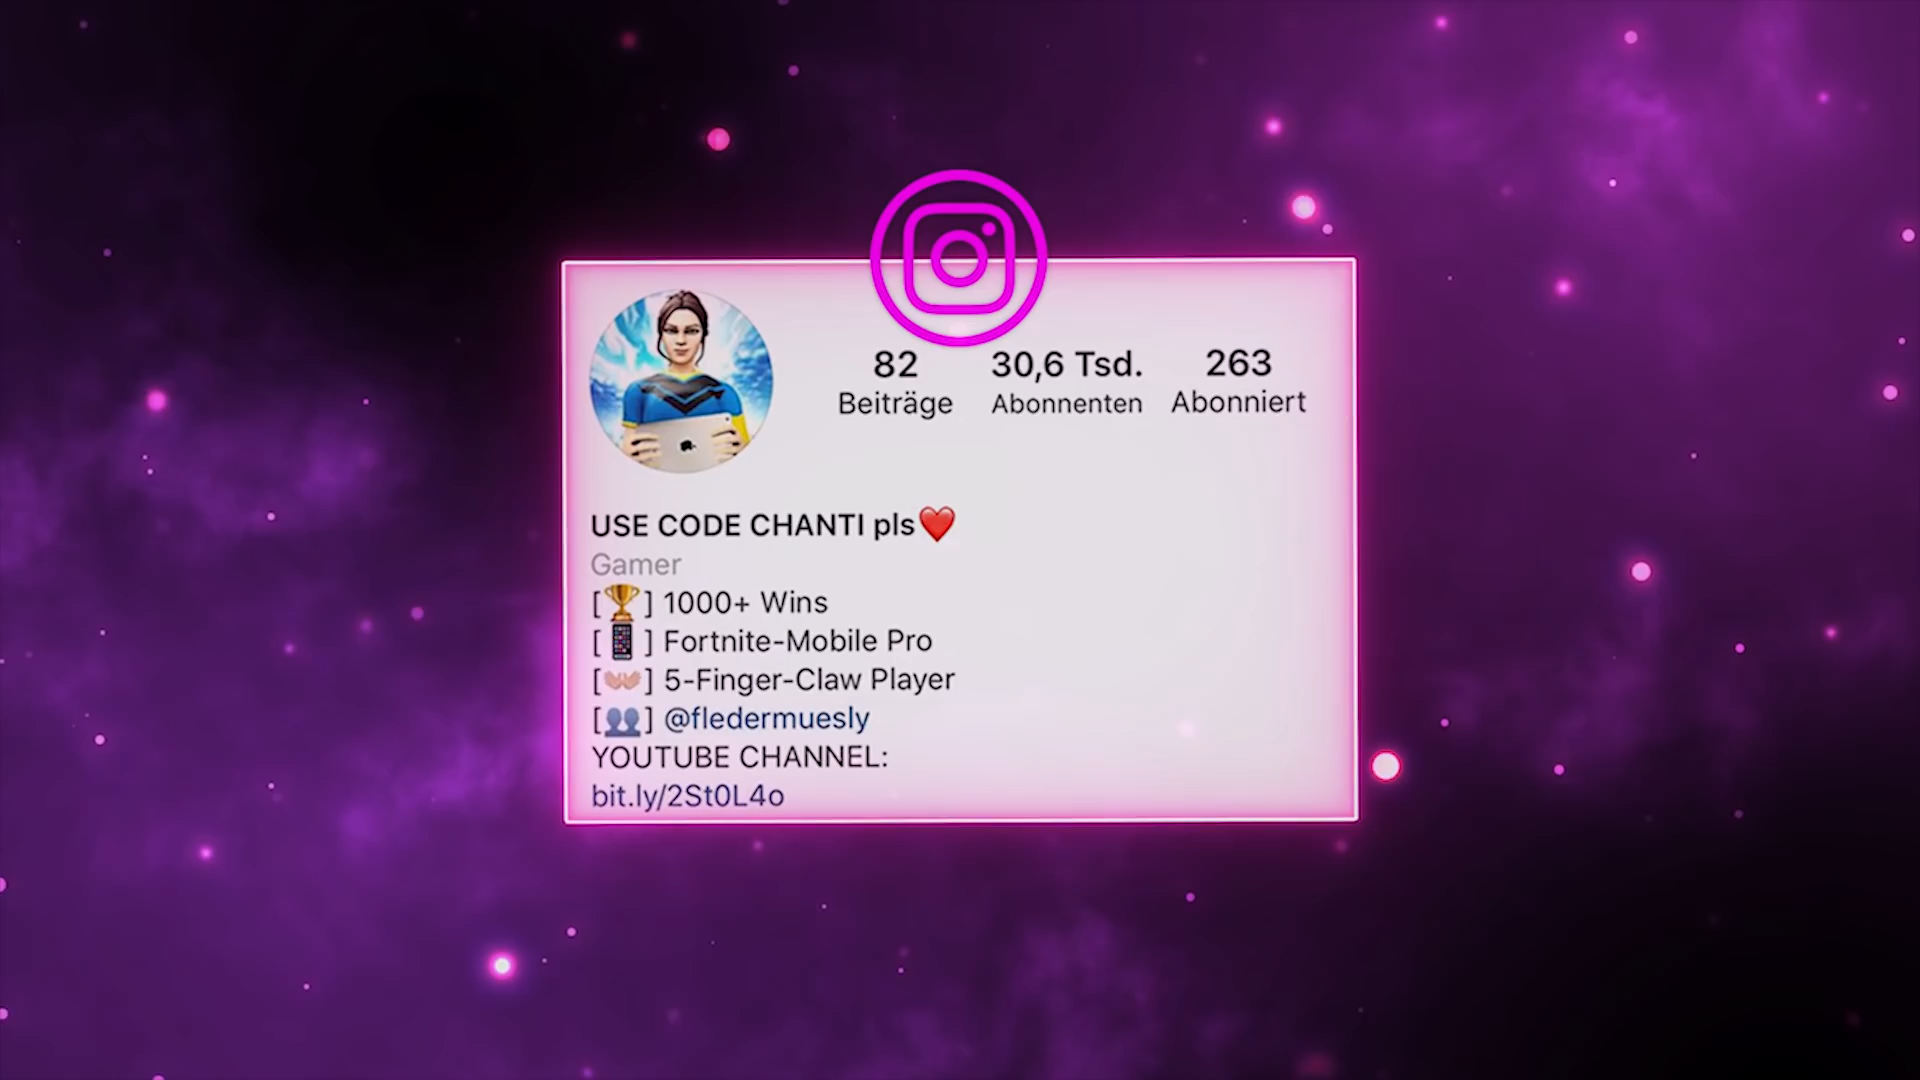 82 30,6 Tsd. 263
Beiträge Abonnenten Abonniert
USE CODE CHANTI pls❤️
Gamer
[🏆] 1000+ Wins
[📱] Fortnite-Mobile Pro
[👐🏼] 5-Finger-Claw Player
[👥] @fledermuesly
YOUTUBE CHANNEL:
bit.ly/2St0L4o